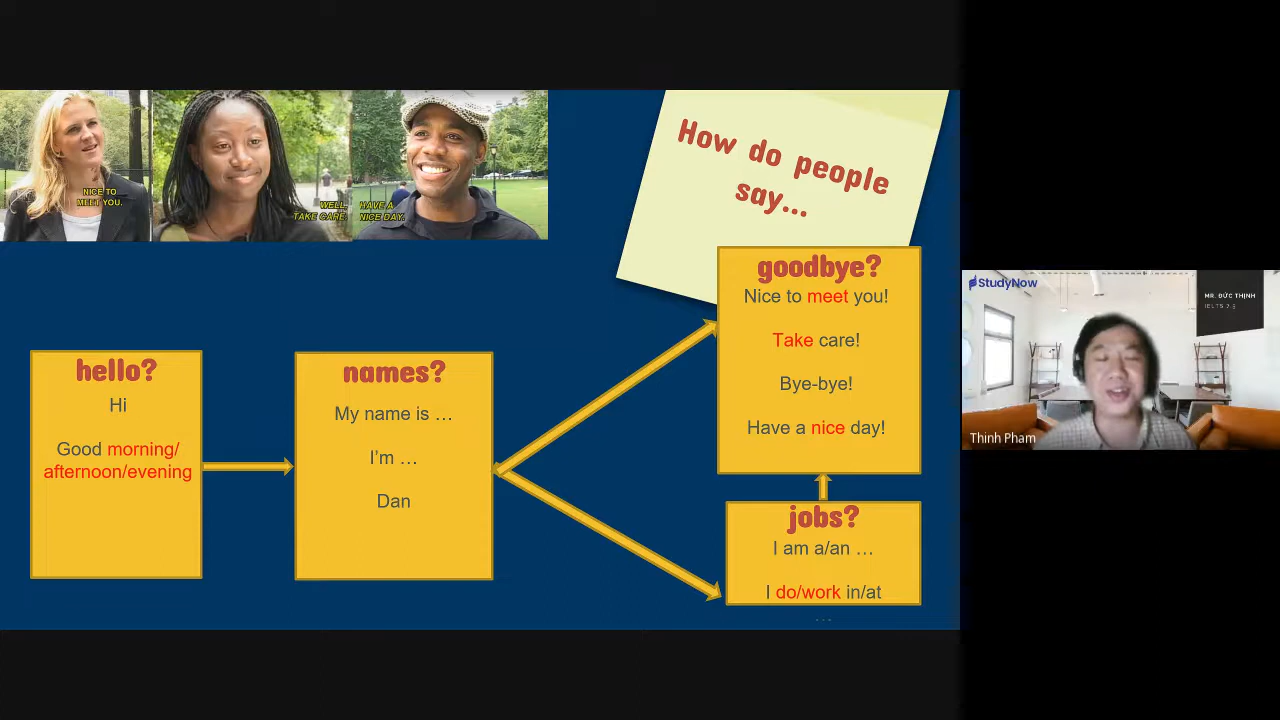 NICE TO
MEET YOU.
WELL,
TAKE CARE.
HAVE A
NICE DAY.
How do people
say...
hello?
Hi
Good morning/
afternoon/evening
names?
My name is …
I'm …
Dan
goodbye?
Nice to meet you!
Take care!
Bye-bye!
Have a nice day!
jobs?
I am a/an …
I do/work in/at
…
StudyNow
MR. ĐỨC THỊNH
Thinh Pham